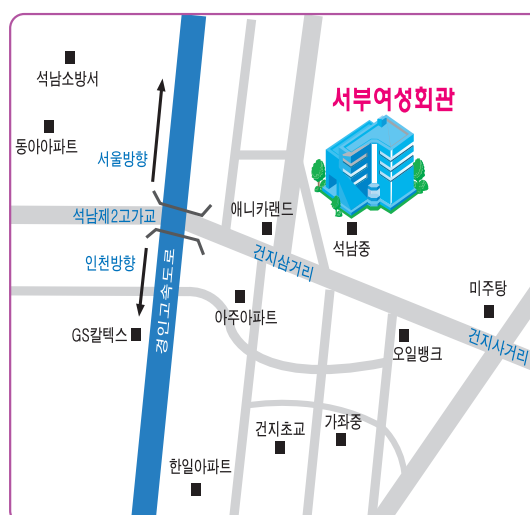 석남소방서
서부여성회관
동아아파트
서울방향
석남제2고가교
애니카랜드
석남중
인천방향
건지삼거리
경인고속도로
미주탕
아주아파트
GS칼텍스
오일뱅크
건지사거리
건지초교
가좌중
한일아파트